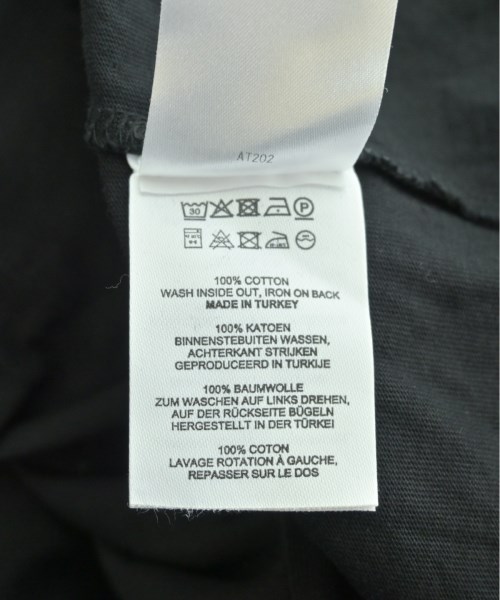 AT202
30 P
100% COTTON
WASH INSIDE OUT, IRON ON BACK
MADE IN TURKEY
100% KATOEN
BINNENSTEBUITEN WASSEN,
ACHTERKANT STRIJKEN
GEPRODUCEERD IN TURKIJE
100% BAUMWOLLE
ZUM WASCHEN AUF LINKS DREHEN,
AUF DER RÜCKSEITE BÜGELN
HERGESTELLT IN DER TÜRKEI
100% COTON
LAVAGE ROTATION À GAUCHE,
REPASSER SUR LE DOS